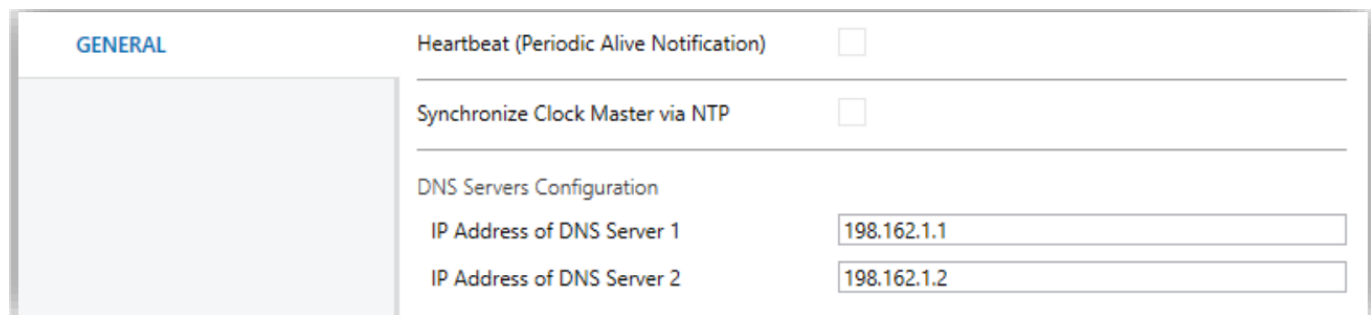 GENERAL
Heartbeat (Periodic Alive Notification)
Synchronize Clock Master via NTP
DNS Servers Configuration
IP Address of DNS Server 1 198.162.1.1
IP Address of DNS Server 2 198.162.1.2